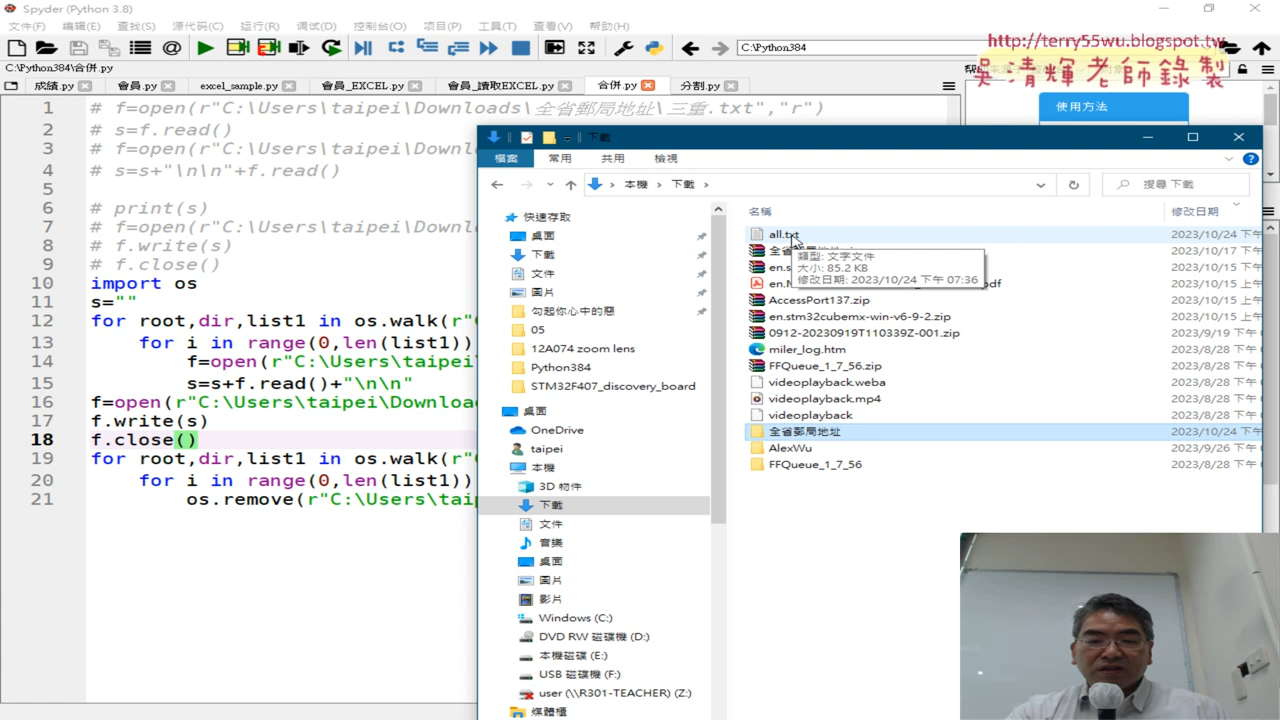 Spyder (Python 3.8)
文件(F) 编辑(E) 查找(S) 源代码(C) 运行(R) 调试(D) 控制台(O) 项目(P) 工具(T) 查看(V) 帮助(H)
C:\Python384
http://terry55wu.blogspot.tw
吳清輝老師錄製
C:\Python384\合併.py
成績.py 會員.py excel_sample.py 會員_EXCEL.py 會員_讀取EXCEL.py 合併.py 分割.py
使用方法
1 # f=open(r"C:\Users\taipei\Downloads\全省郵局地址\三重.txt","r")
2 # s=f.read()
3 # f=open(r"C:\Users\taipei\Downl
4 # s=s+"\n\n"+f.read()
5
6 # print(s)
7 # f=open(r"C:\Users\taipei\Downl
8 # f.write(s)
9 # f.close()
10 import os
11 s=""
12 for root,dir,list1 in os.walk(r"
13 for i in range(0,len(list1))
14 f=open(r"C:\Users\taipei
15 s=s+f.read()+"\n\n"
16 f=open(r"C:\Users\taipei\Downloa
17 f.write(s)
18 f.close()
19 for root,dir,list1 in os.walk(r"
20 for i in range(0,len(list1))
21 os.remove(r"C:\Users\taip
下載
檔案 常用 共用 檢視
本機 下載 搜尋 下載
快速存取
桌面
下載
文件
圖片
勾起你心中的惡
05
12A074 zoom lens
Python384
STM32F407_discovery_board
桌面
OneDrive
taipei
本機
3D 物件
下載
文件
音樂
桌面
圖片
影片
Windows (C:)
DVD RW 磁碟機 (D:)
本機磁碟 (E:)
USB 磁碟機 (F:)
user (\\R301-TEACHER) (Z:)
媒體櫃
名稱 修改日期
all.txt 2023/10/24 下午
2023/10/17 下午
2023/10/15 下午
2023/10/15 下午
類型: 文字文件
大小: 85.2 KB
修改日期: 2023/10/24 下午 07:36
AccessPort137.zip 2023/10/15 上午
en.stm32cubemx-win-v6-9-2.zip 2023/10/15 上午
0912-20230919T110339Z-001.zip 2023/9/19 下午
miler_log.htm 2023/8/28 下午
FFQueue_1_7_56.zip 2023/8/28 下午
videoplayback.weba 2023/8/28 下午
videoplayback.mp4 2023/8/28 下午
videoplayback 2023/8/28 下午
全省郵局地址 2023/10/24 下午
AlexWu 2023/9/26 下午
FFQueue_1_7_56 2023/8/28 下午